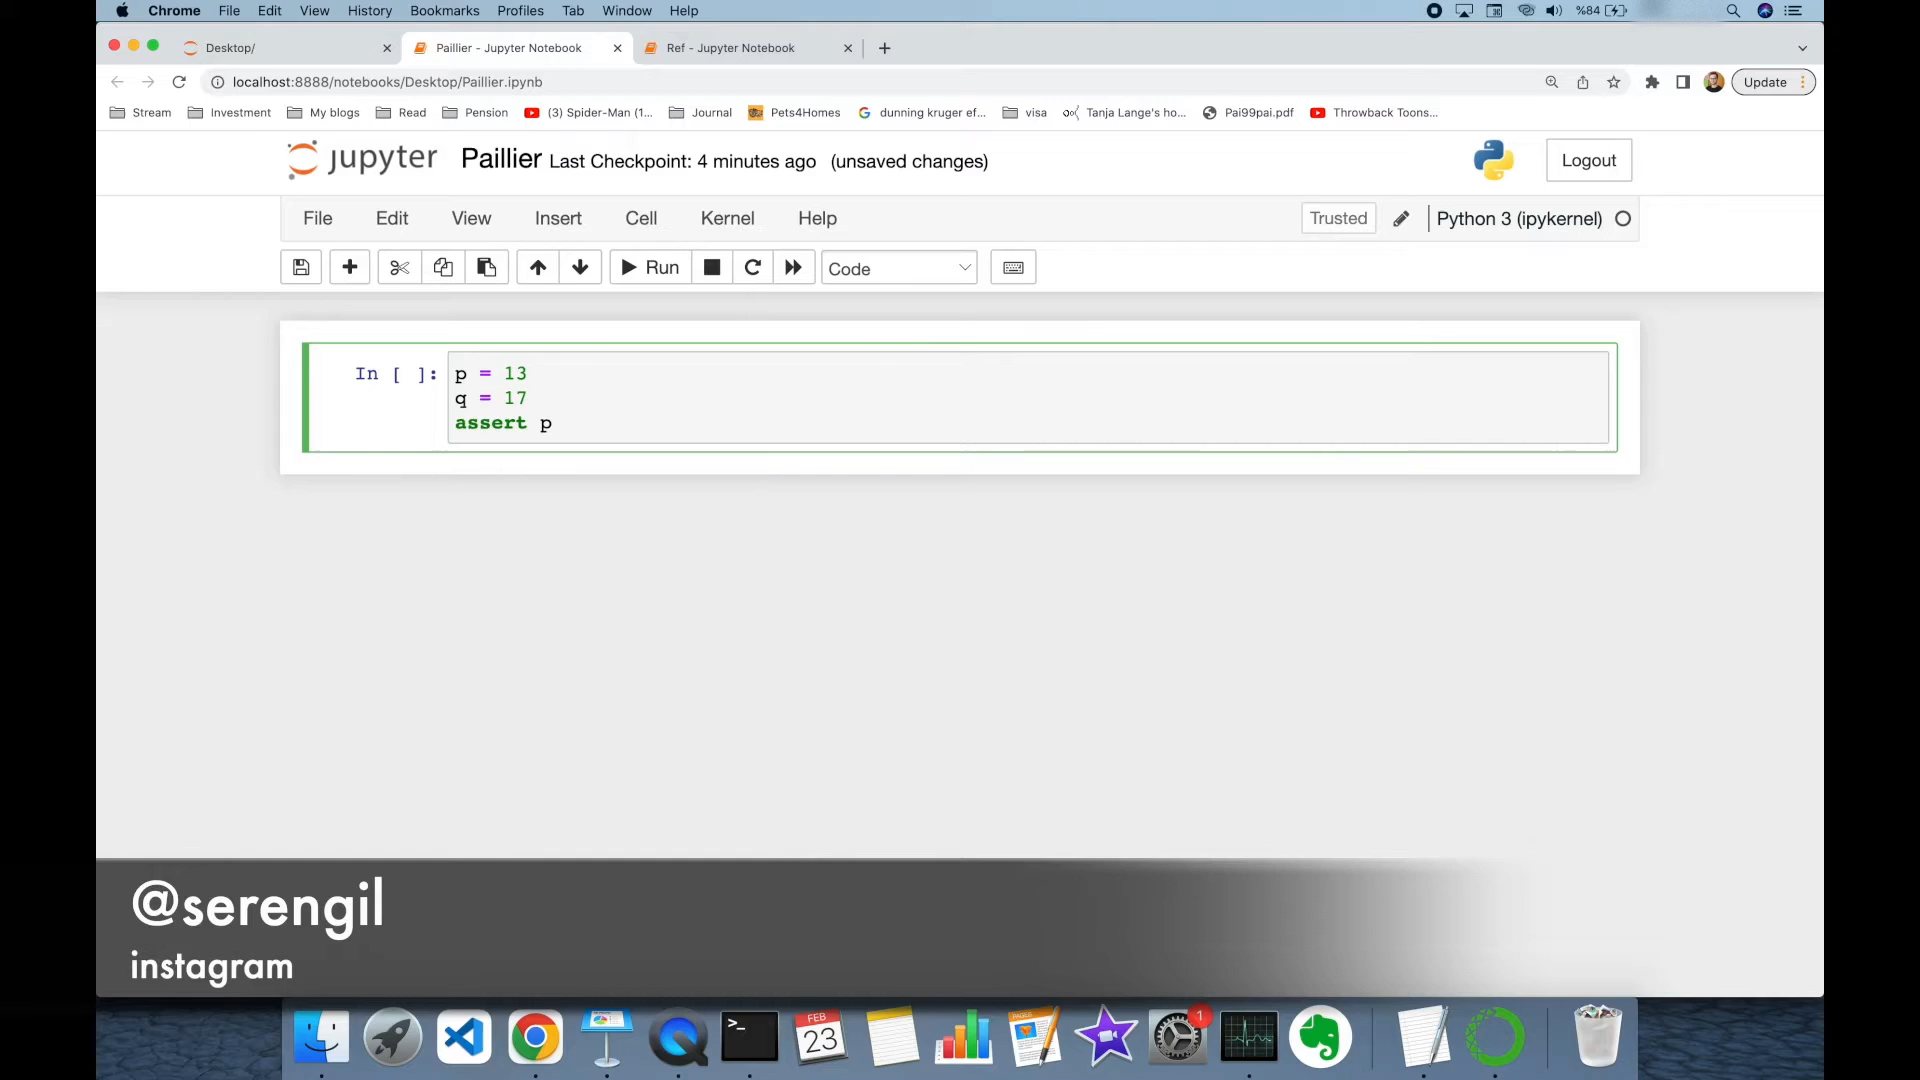 Chrome File Edit View History Bookmarks Profiles Tab Window Help %84
Desktop/ Paillier - Jupyter Notebook Ref - Jupyter Notebook
localhost:8888/notebooks/Desktop/Paillier.ipynb Update
Stream Investment My blogs Read Pension (3) Spider-Man (1... Journal Pets4Homes dunning kruger ef... visa Tanja Lange's ho... Pai99pai.pdf Throwback Toons...
jupyter Paillier Last Checkpoint: 4 minutes ago (unsaved changes) Logout
File Edit View Insert Cell Kernel Help Trusted Python 3 (ipykernel)
Run Code
In [ ]: p = 13
q = 17
assert p
@serengil
instagram
FEB
23
PAGES
1